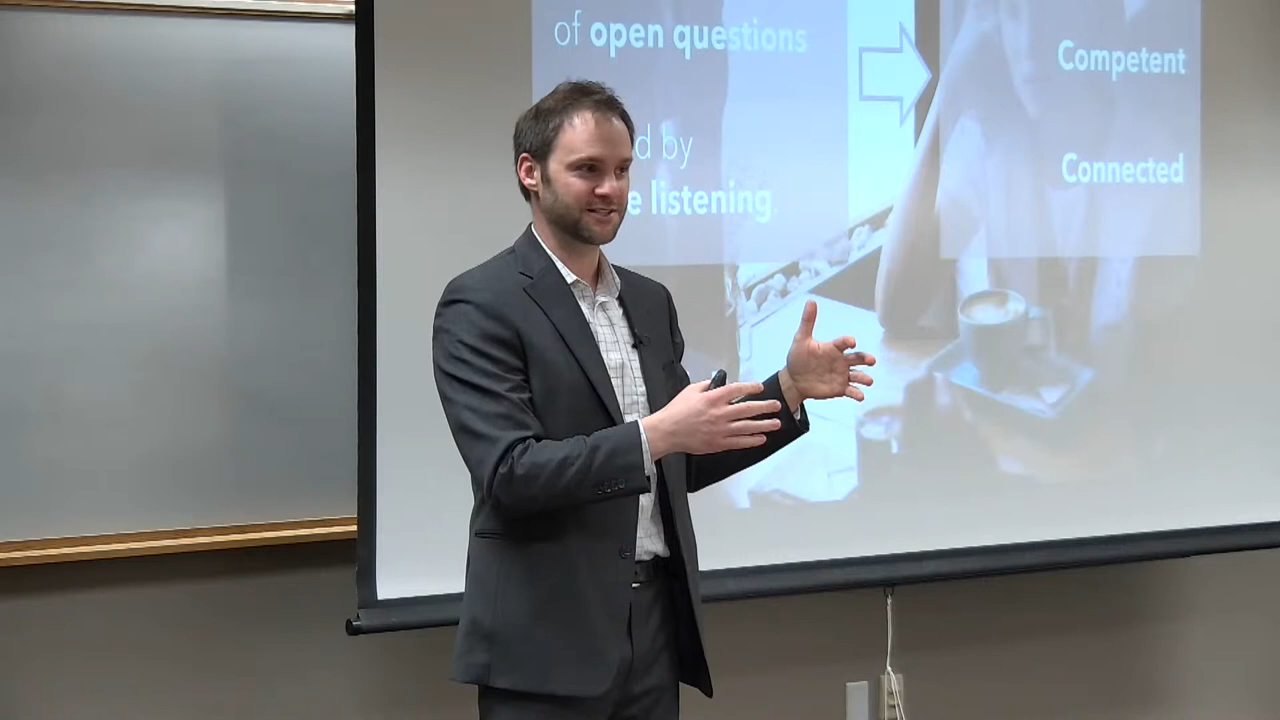 of open questions
d by
e listening.
Competent
Connected